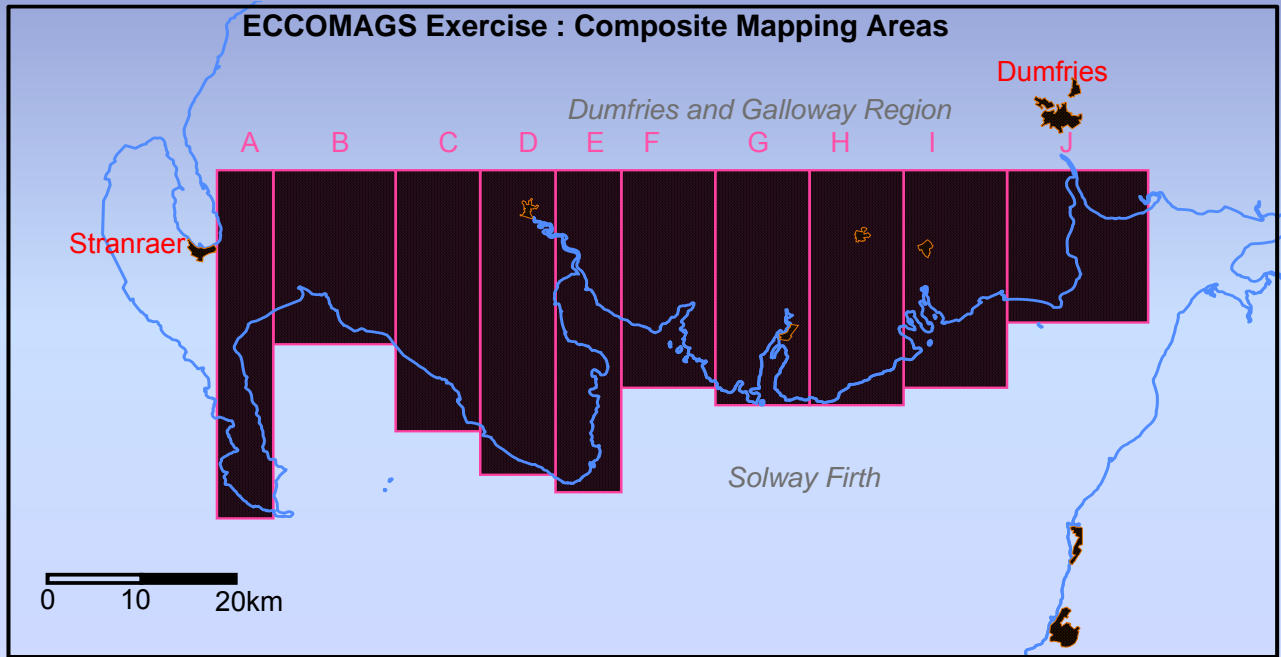 ECCOMAGS Exercise : Composite Mapping Areas
Dumfries
Dumfries and Galloway Region
A B C D E F G H I J
Stranraer
Solway Firth
0 10 20km